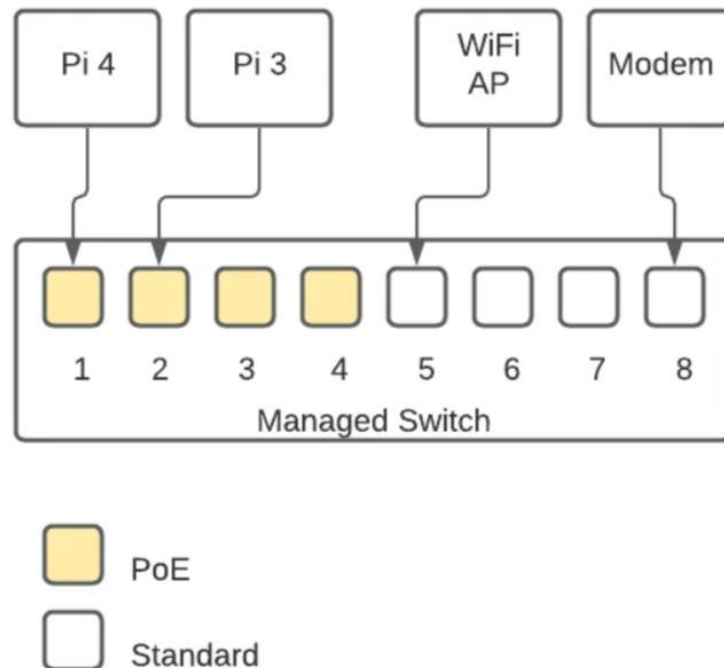 Pi 4
Pi 3
WiFi
AP
Modem
1 2 3 4 5 6 7 8
Managed Switch
PoE
Standard